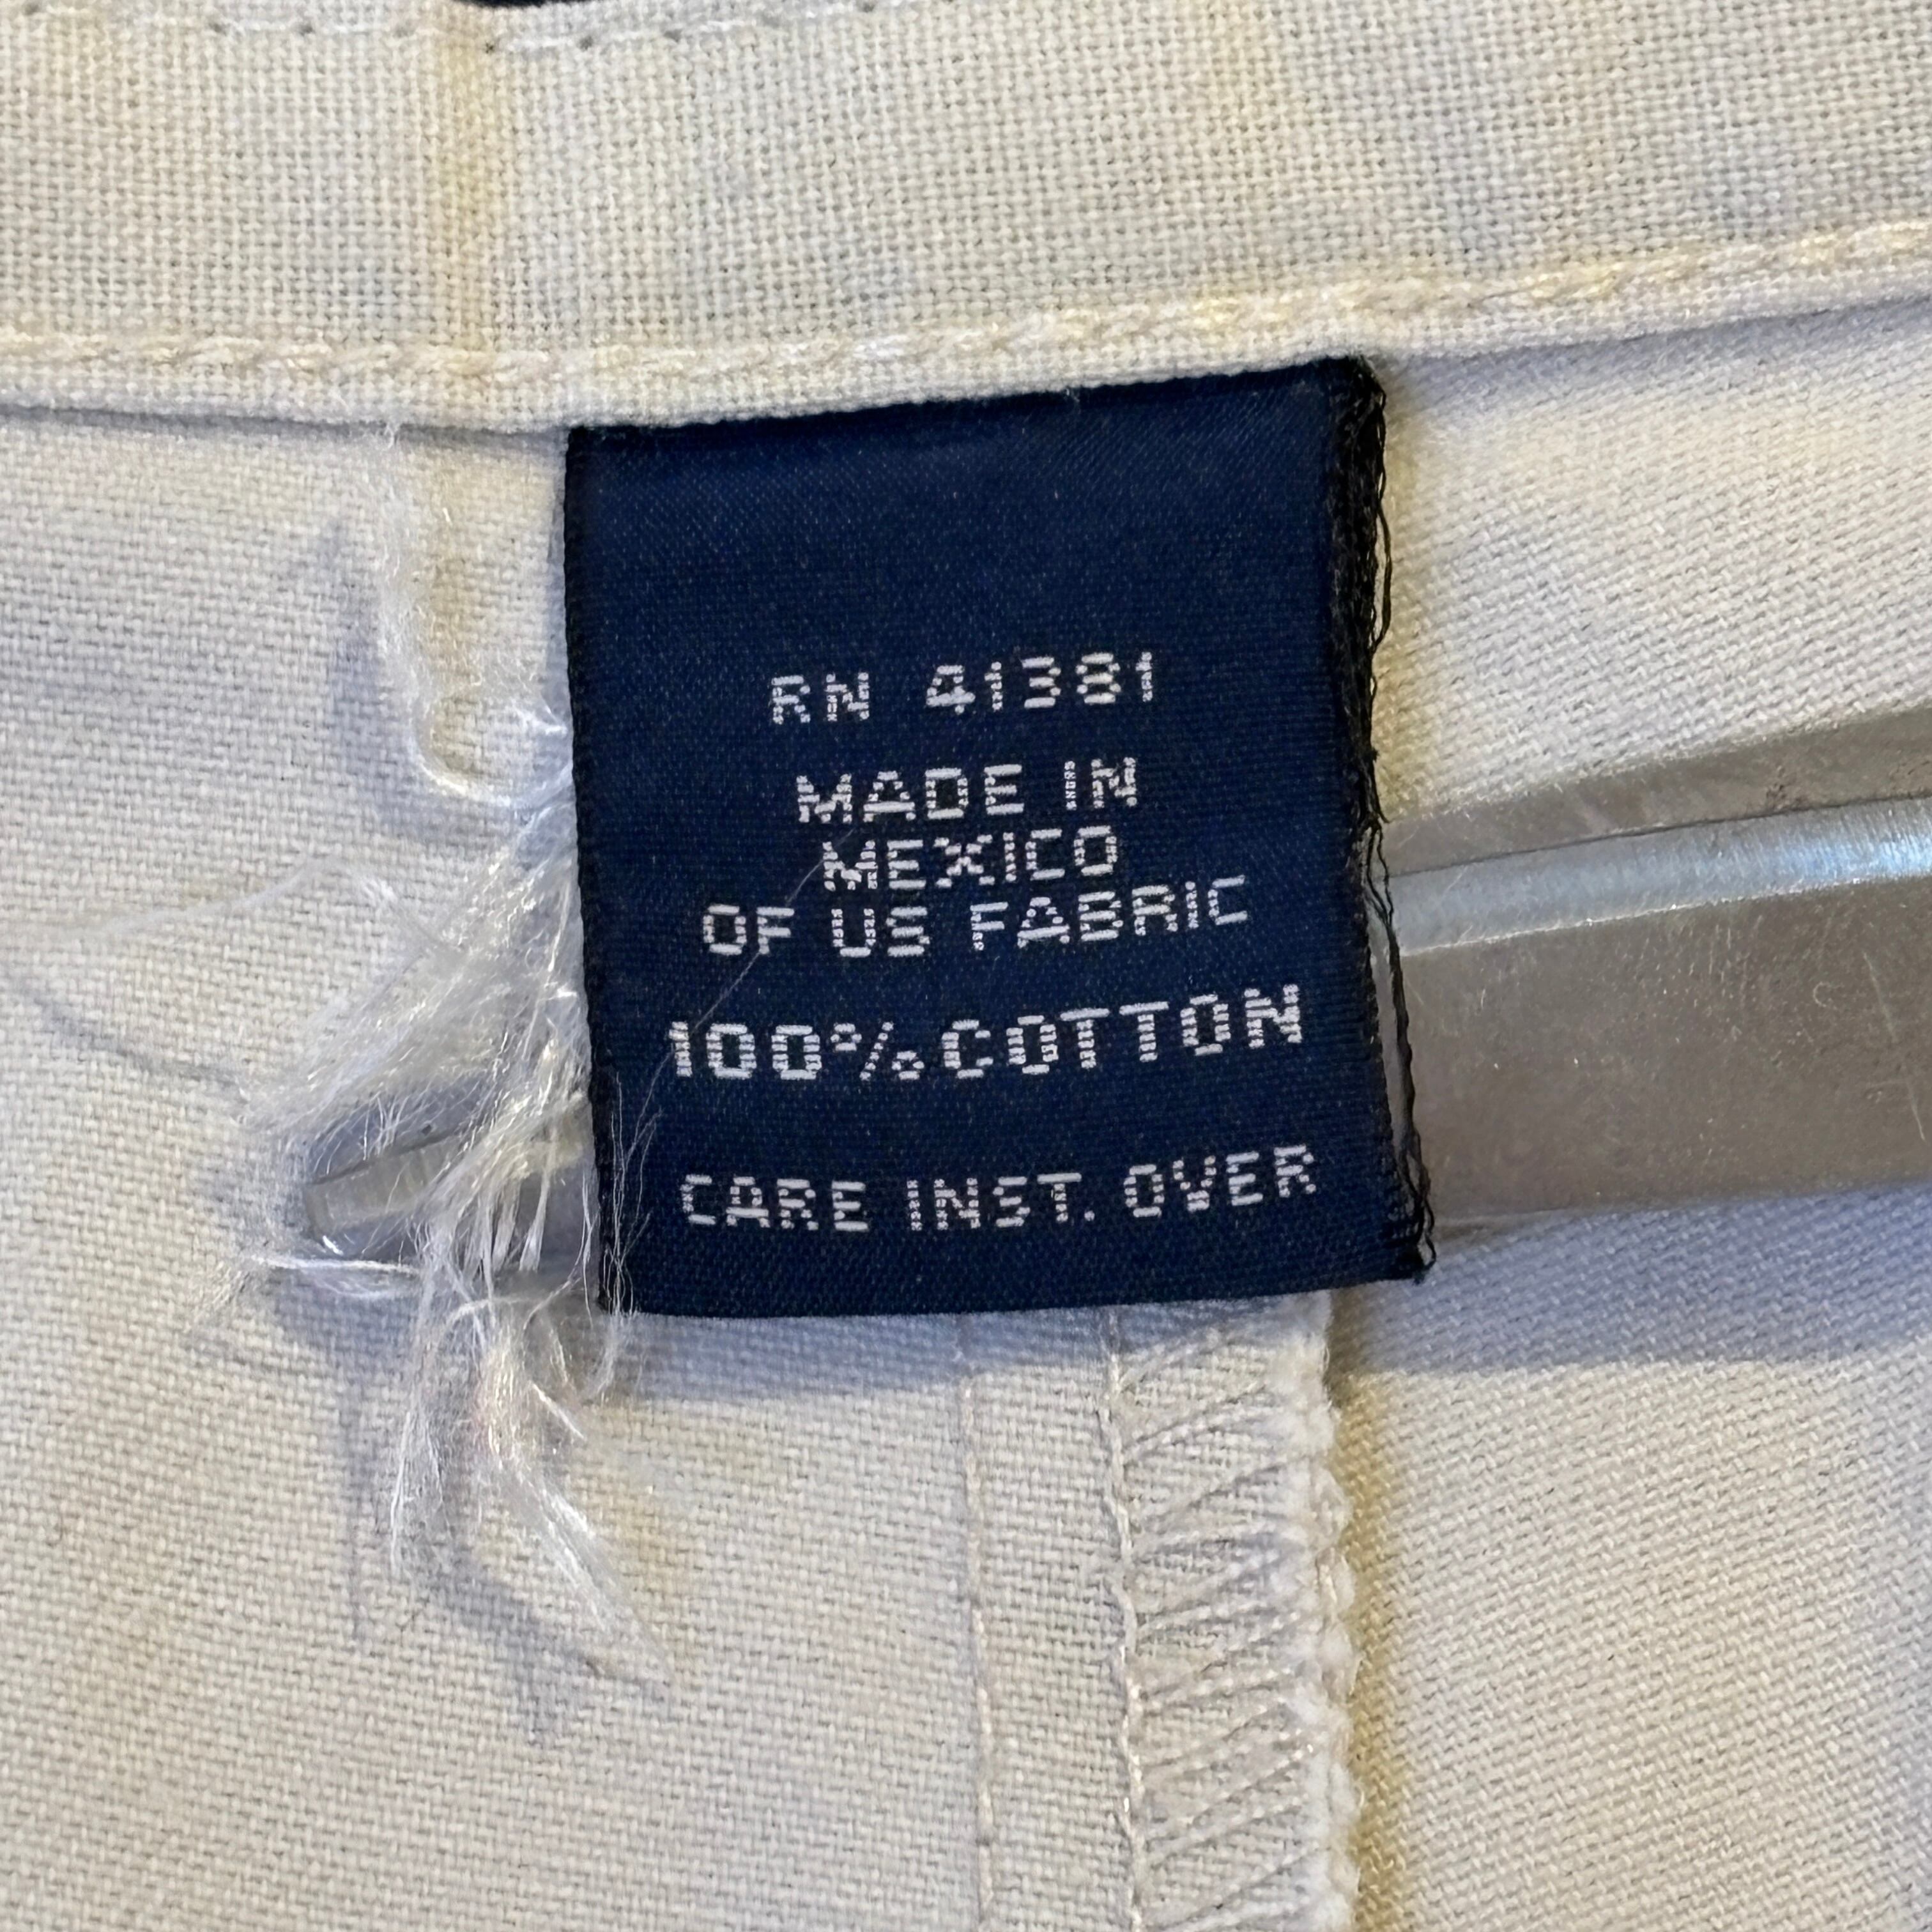 RN 41381
MADE IN
MEXICO
OF US FABRIC
100% COTTON
CARE INST. OVER